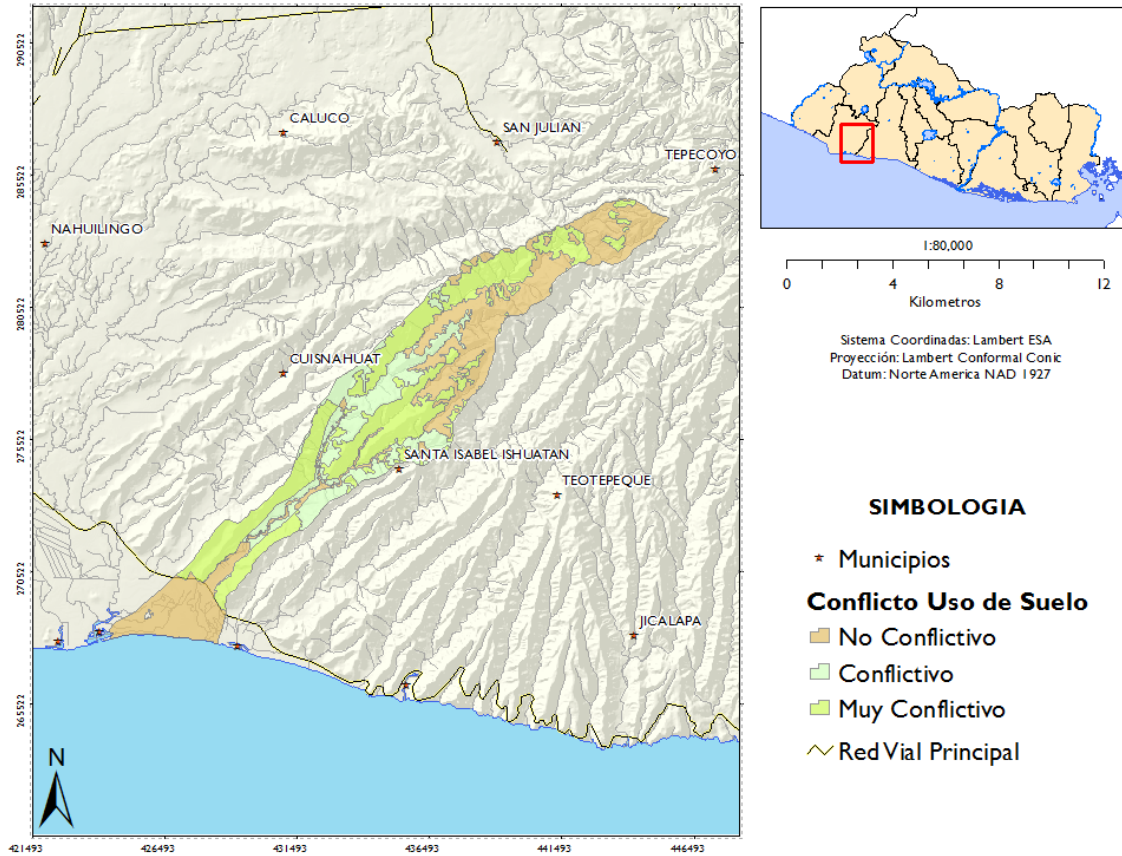 290522
285522
280522
275522
270522
265522
CALUCO
SAN JULIAN
TEPECOYO
NAHUILINGO
CUISNAHUAT
SANTA ISABEL ISHUATAN
TEOTEPEQUE
JICALAPA
N
421493 426493 431493 436493 441493 446493
1:80,000
0 4 8 12
Kilometros
Sistema Coordinadas: Lambert ESA
Proyección: Lambert Conformal Conic
Datum: Norte America NAD 1927
SIMBOLOGIA
Municipios
Conflicto Uso de Suelo
No Conflictivo
Conflictivo
Muy Conflictivo
Red Vial Principal